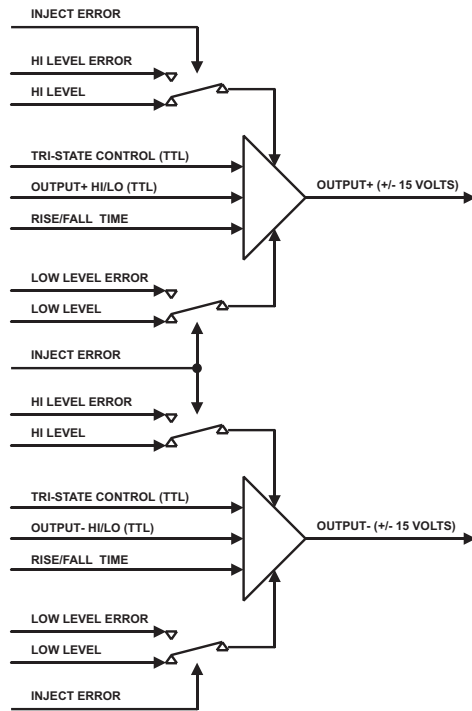 INJECT ERROR
HI LEVEL ERROR
HI LEVEL
TRI-STATE CONTROL (TTL)
OUTPUT+ HI/LO (TTL)
OUTPUT+ (+/- 15 VOLTS)
RISE/FALL TIME
LOW LEVEL ERROR
LOW LEVEL
INJECT ERROR
HI LEVEL ERROR
HI LEVEL
TRI-STATE CONTROL (TTL)
OUTPUT- HI/LO (TTL)
OUTPUT- (+/- 15 VOLTS)
RISE/FALL TIME
LOW LEVEL ERROR
LOW LEVEL
INJECT ERROR